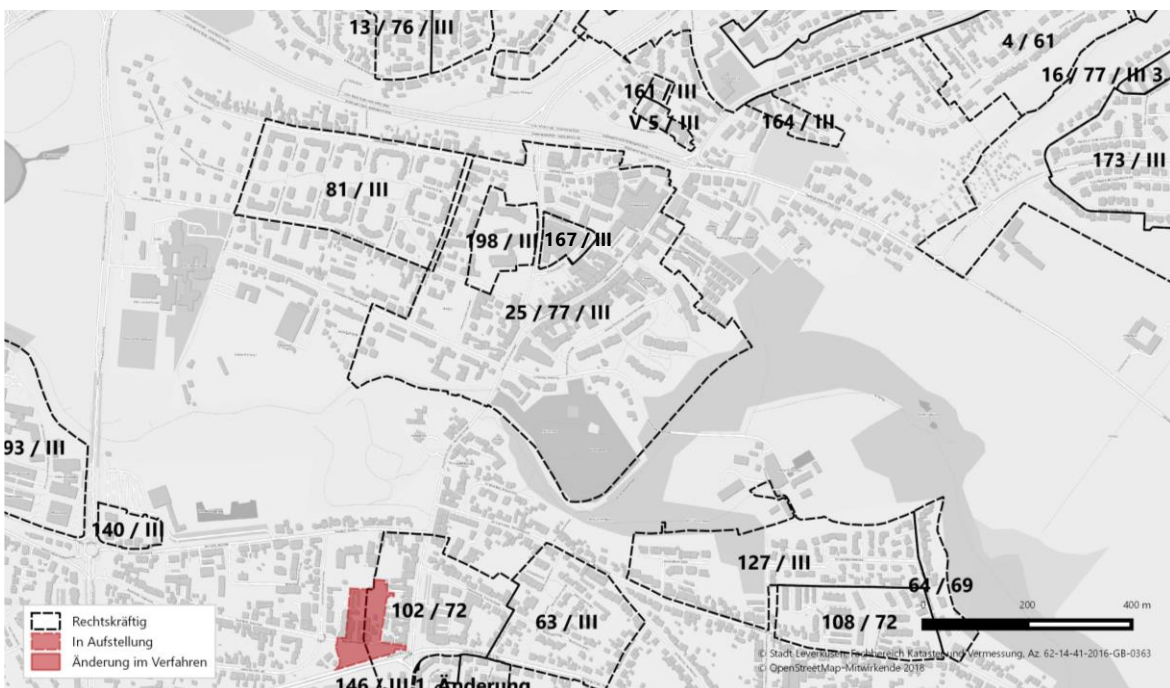 13 / 76 / III
4 / 61
16 / 77 / III 3
161 / III
V 5 / III
164 / III
173 / III
81 / III
198 / III
167 / III
25 / 77 / III
93 / III
140 / III
127 / III
64 / 69
102 / 72
63 / III
108 / 72
0 200 400 m
Rechtskräftig
In Aufstellung
Änderung im Verfahren
© Stadt Leverkusen, Fachbereich Kataster und Vermessung, Az. 62-14-41-2016-GB-0363
© OpenStreetMap-Mitwirkende 2018
146 / III 1. Änderung